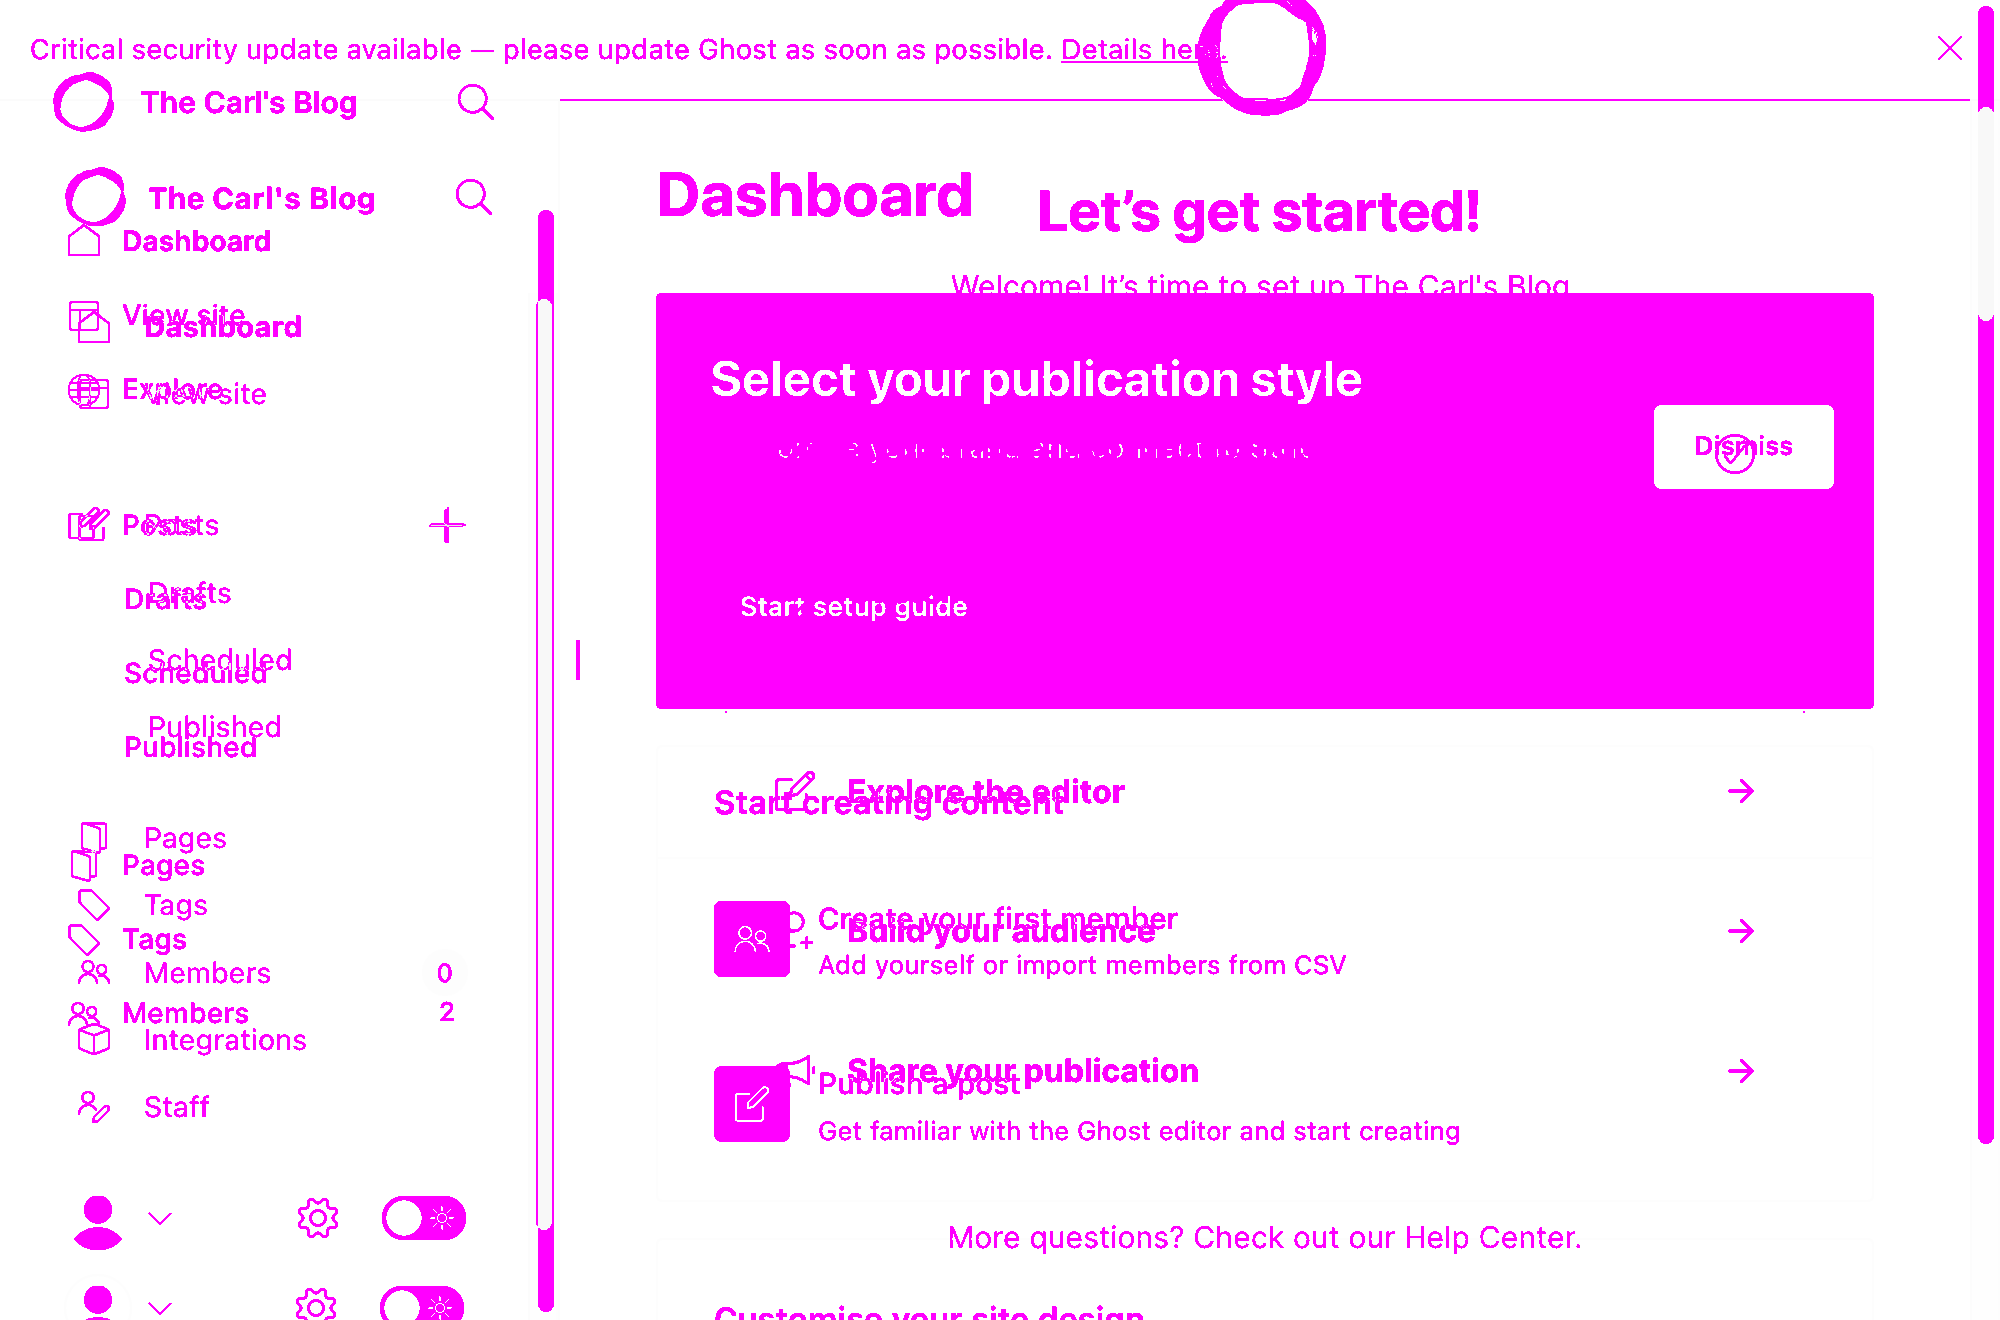 Critical security update available — please update Ghost as soon as possible. Details here.
The Carl's Blog
The Carl's Blog
Dashboard
View site
Dashboard
Explore
View site
Posts
Posts
Drafts
Drafts
Scheduled
Scheduled
Published
Published
Pages
Pages
Tags
Tags
Members 0
Members 2
Integrations
Staff
Dashboard
Let's get started!
Welcome! It's time to set up The Carl's Blog
Select your publication style
Dismiss
Start setup guide
Explore the editor
Start creating content
Create your first member
Build your audience
Add yourself or import members from CSV
Share your publication
Publish a post
Get familiar with the Ghost editor and start creating
More questions? Check out our Help Center.
Customise your site design